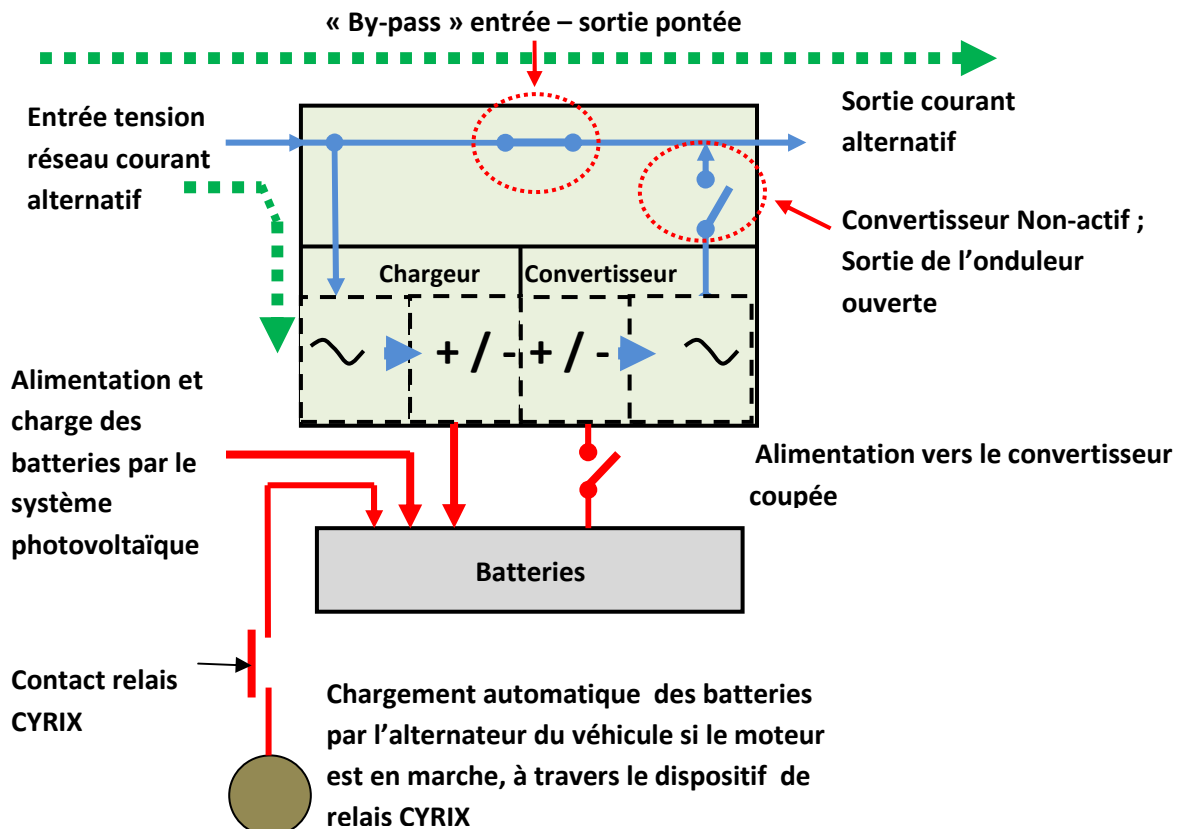 « By-pass » entrée – sortie pontée
Entrée tension
réseau courant
alternatif
Sortie courant
alternatif
Convertisseur Non-actif ;
Sortie de l’onduleur
ouverte
Chargeur
Convertisseur
+ / -
+ / -
Alimentation et
charge des
batteries par le
système
photovoltaïque
Alimentation vers le convertisseur
coupée
Batteries
Contact relais
CYRIX
Chargement automatique des batteries
par l’alternateur du véhicule si le moteur
est en marche, à travers le dispositif de
relais CYRIX